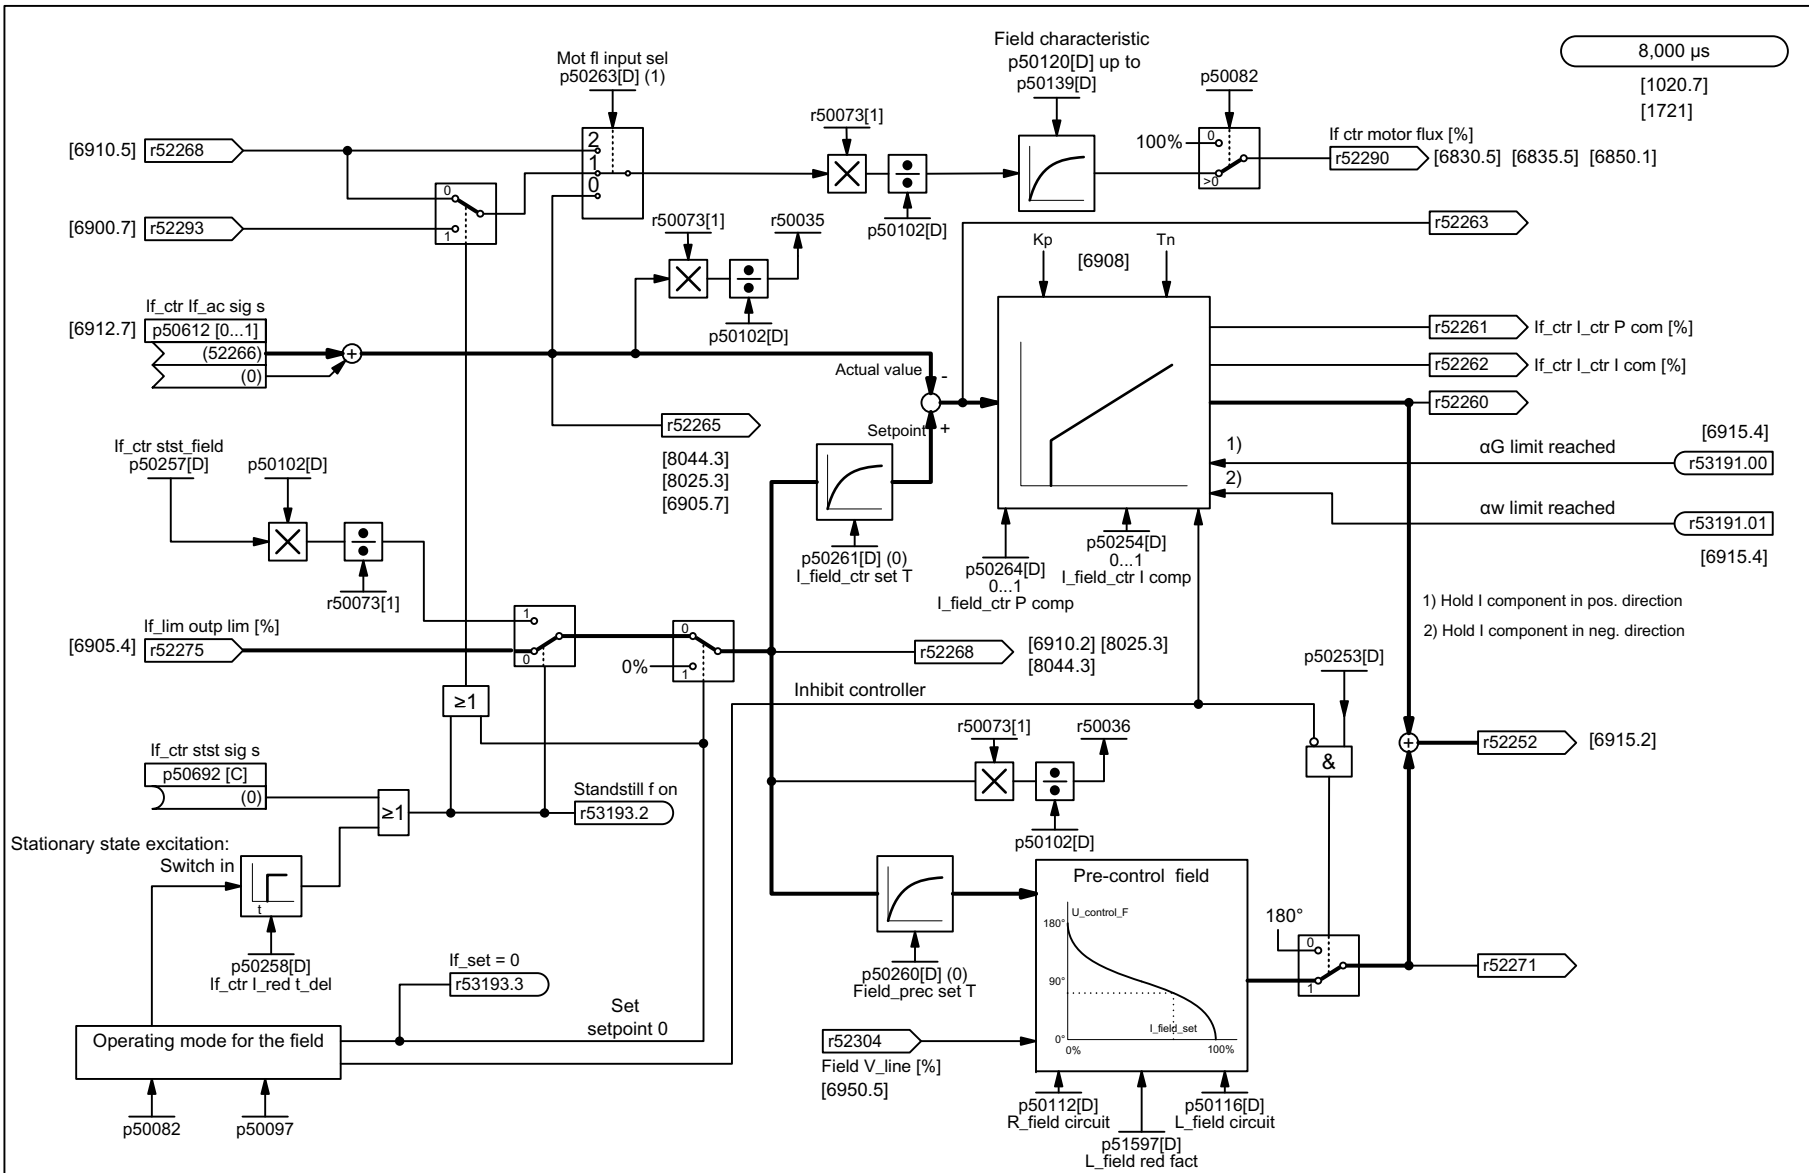 Mot fl input sel
p50263[D] (1)
Field characteristic
p50120[D] up to
p50139[D]
p50082
8,000 µs
[1020.7]
[1721]
r50073[1]
[6910.5] r52268
2
1
0
100%
0
>0
If ctr motor flux [%]
r52290 [6830.5] [6835.5] [6850.1]
p50102[D]
[6900.7] r52293
0
1
r50073[1]
r50035
p50102[D]
r52263
Kp
Tn
[6908]
If_ctr If_ac sig s
[6912.7] p50612 [0...1]
(52266)
(0)
+
Actual value
-
Setpoint
+
r52261 If_ctr I_ctr P com [%]
r52262 If_ctr I_ctr I com [%]
r52260
r52265
[8044.3]
[8025.3]
[6905.7]
1)
αG limit reached
[6915.4]
r53191.00
2)
αw limit reached
r53191.01
[6915.4]
If_ctr stst_field
p50257[D]
p50102[D]
r50073[1]
p50261[D] (0)
I_field_ctr set T
p50264[D]
0...1
I_field_ctr P comp
p50254[D]
0...1
I_field_ctr I comp
1) Hold I component in pos. direction
2) Hold I component in neg. direction
If_lim outp lim [%]
[6905.4] r52275
1
0
0
0%
1
r52268
[6910.2] [8025.3]
[8044.3]
p50253[D]
Inhibit controller
≥1
r50073[1]
r50036
p50102[D]
&
+
r52252 [6915.2]
If_ctr stst sig s
p50692 [C]
(0)
≥1
Standstill f on
r53193.2
Stationary state excitation:
Switch in
t
p50258[D]
If_ctr I_red t_del
If_set = 0
r53193.3
Set
setpoint 0
Operating mode for the field
p50082
p50097
p50260[D] (0)
Field_prec set T
Pre-control field
U_control_F
180°
90°
0°
I_field_set
0%
100%
180°
0
1
r52271
r52304
Field V_line [%]
[6950.5]
p50112[D]
R_field circuit
p50116[D]
L_field circuit
p51597[D]
L_field red fact